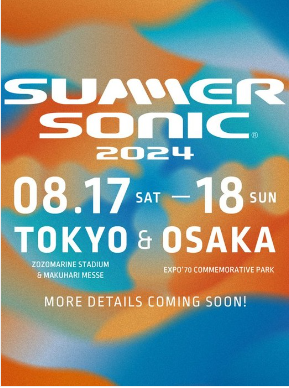 SUMMER
SONIC®
2024
08.17 SAT — 18 SUN
TOKYO & OSAKA
ZOZOMARINE STADIUM
& MAKUHARI MESSE
EXPO'70 COMMEMORATIVE PARK
MORE DETAILS COMING SOON!